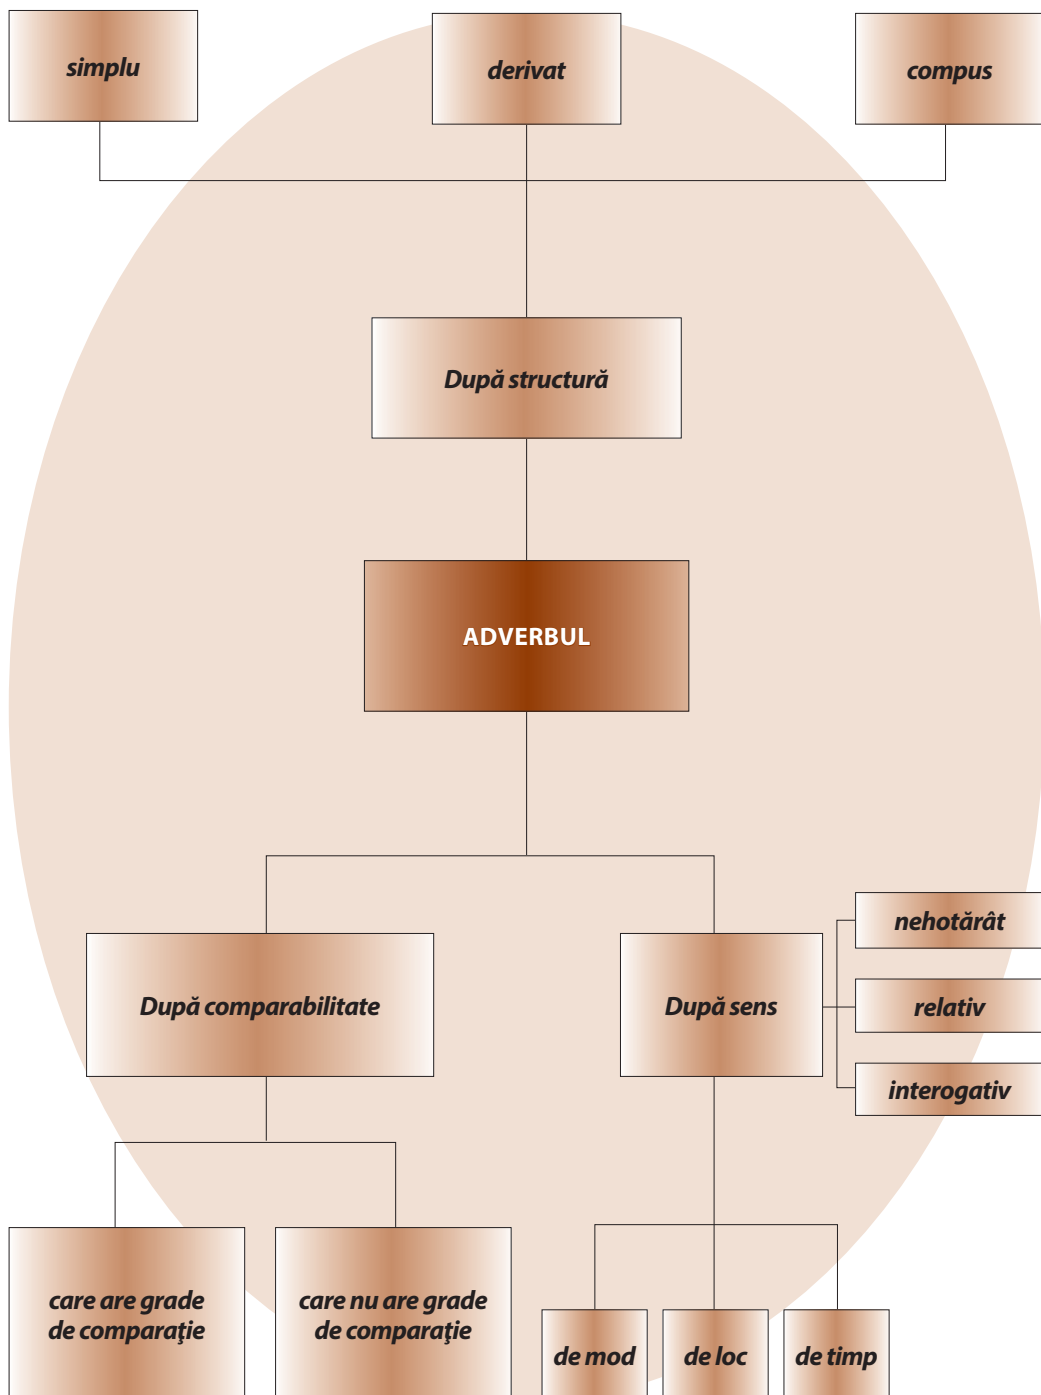 simplu
derivat
compus
După structură
ADVERBUL
După comparabilitate
După sens
nehotărât
relativ
interogativ
care are grade
de comparaţie
care nu are grade
de comparaţie
de mod
de loc
de timp